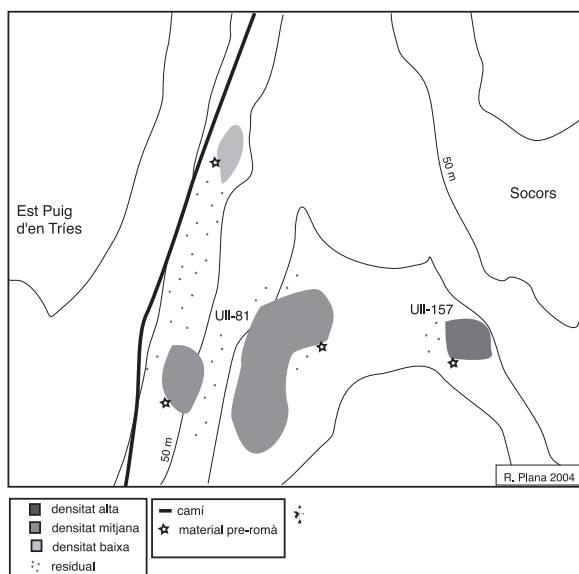 50 m
Socors
Est Puig
d'en Tríes
Ull-81
Ull-157
50 m
R. Plana 2004
densitat alta
densitat mitjana
densitat baixa
residual
camí
material pre-romà